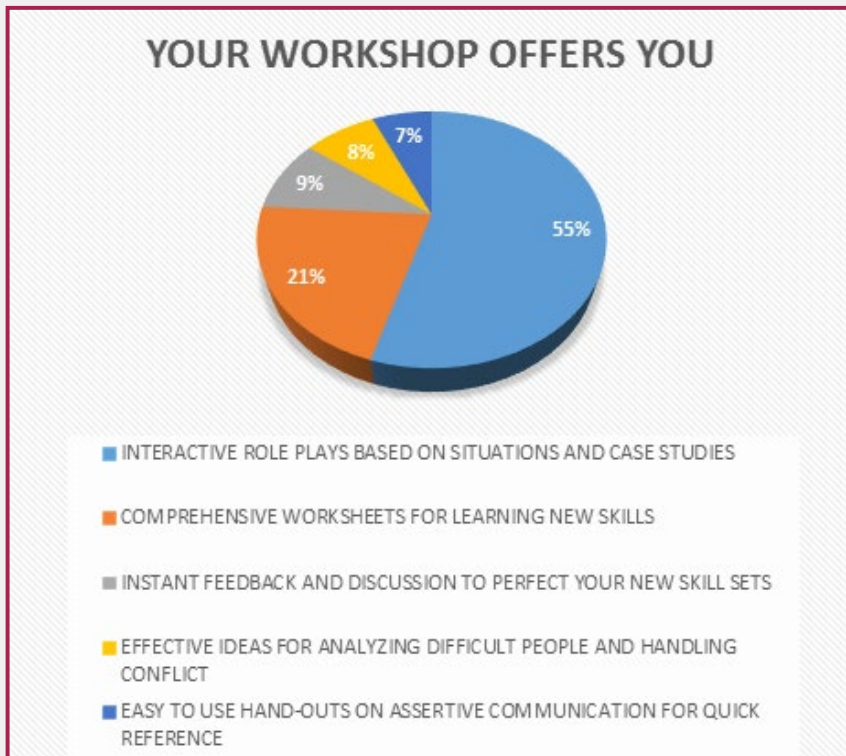 YOUR WORKSHOP OFFERS YOU
7%
8%
9%
55%
21%
INTERACTIVE ROLE PLAYS BASED ON SITUATIONS AND CASE STUDIES
COMPREHENSIVE WORKSHEETS FOR LEARNING NEW SKILLS
INSTANT FEEDBACK AND DISCUSSION TO PERFECT YOUR NEW SKILL SETS
EFFECTIVE IDEAS FOR ANALYZING DIFFICULT PEOPLE AND HANDLING
CONFLICT
EASY TO USE HAND-OUTS ON ASSERTIVE COMMUNICATION FOR QUICK
REFERENCE